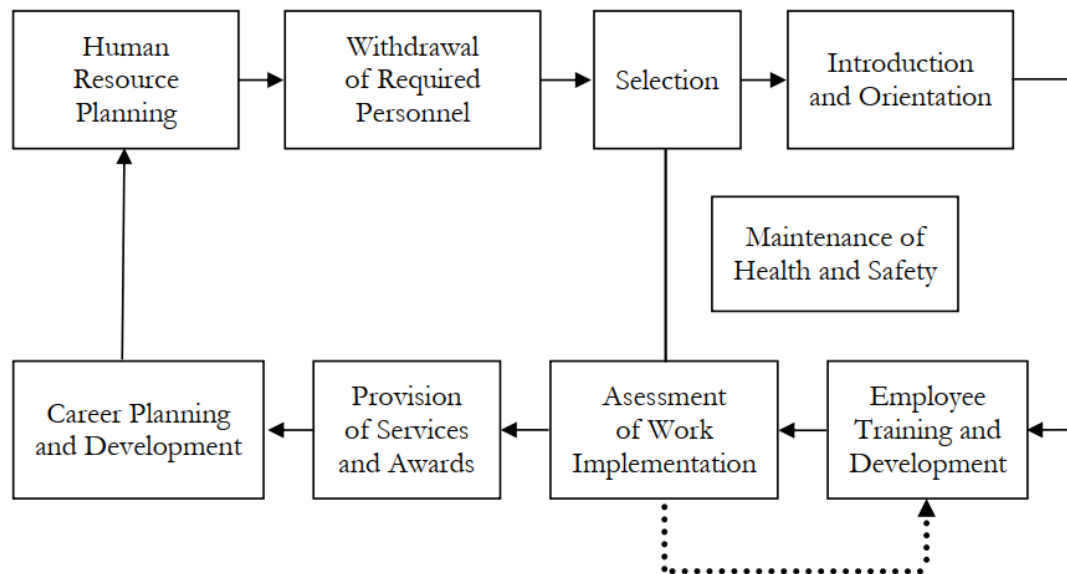 Human
Resource
Planning
Withdrawal
of Required
Personnel
Selection
Introduction
and Orientation
Maintenance of
Health and Safety
Career Planning
and Development
Provision
of Services
and Awards
Asessment
of Work
Implementation
Employee
Training and
Development